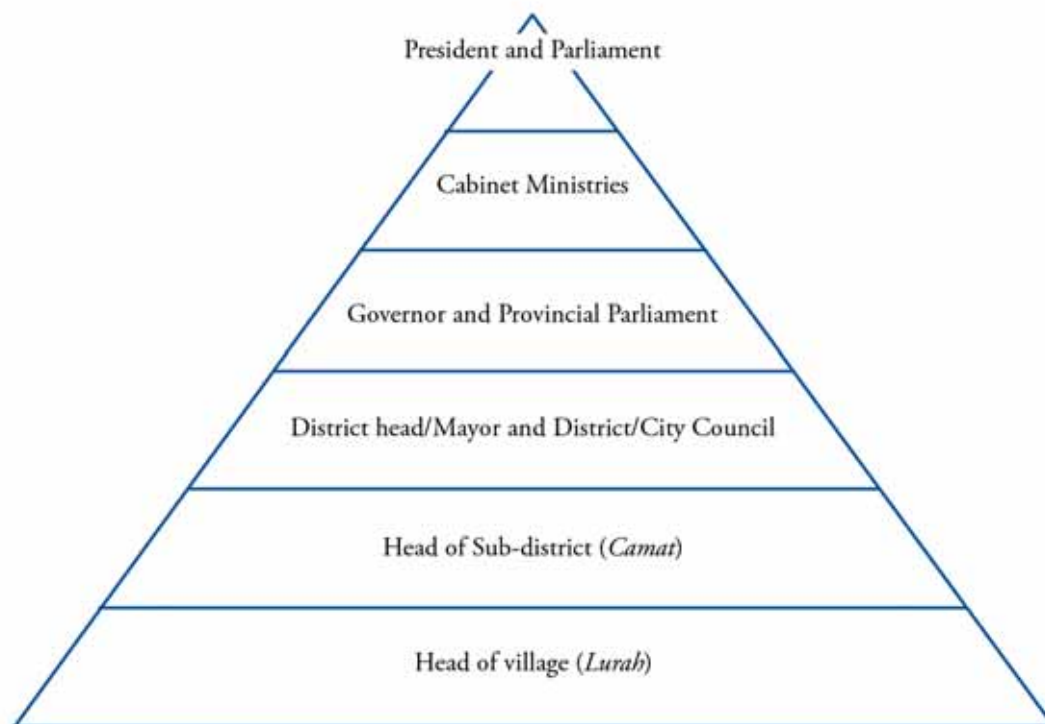 President and Parliament
Cabinet Ministries
Governor and Provincial Parliament
District head/Mayor and District/City Council
Head of Sub-district (Camat)
Head of village (Lurah)